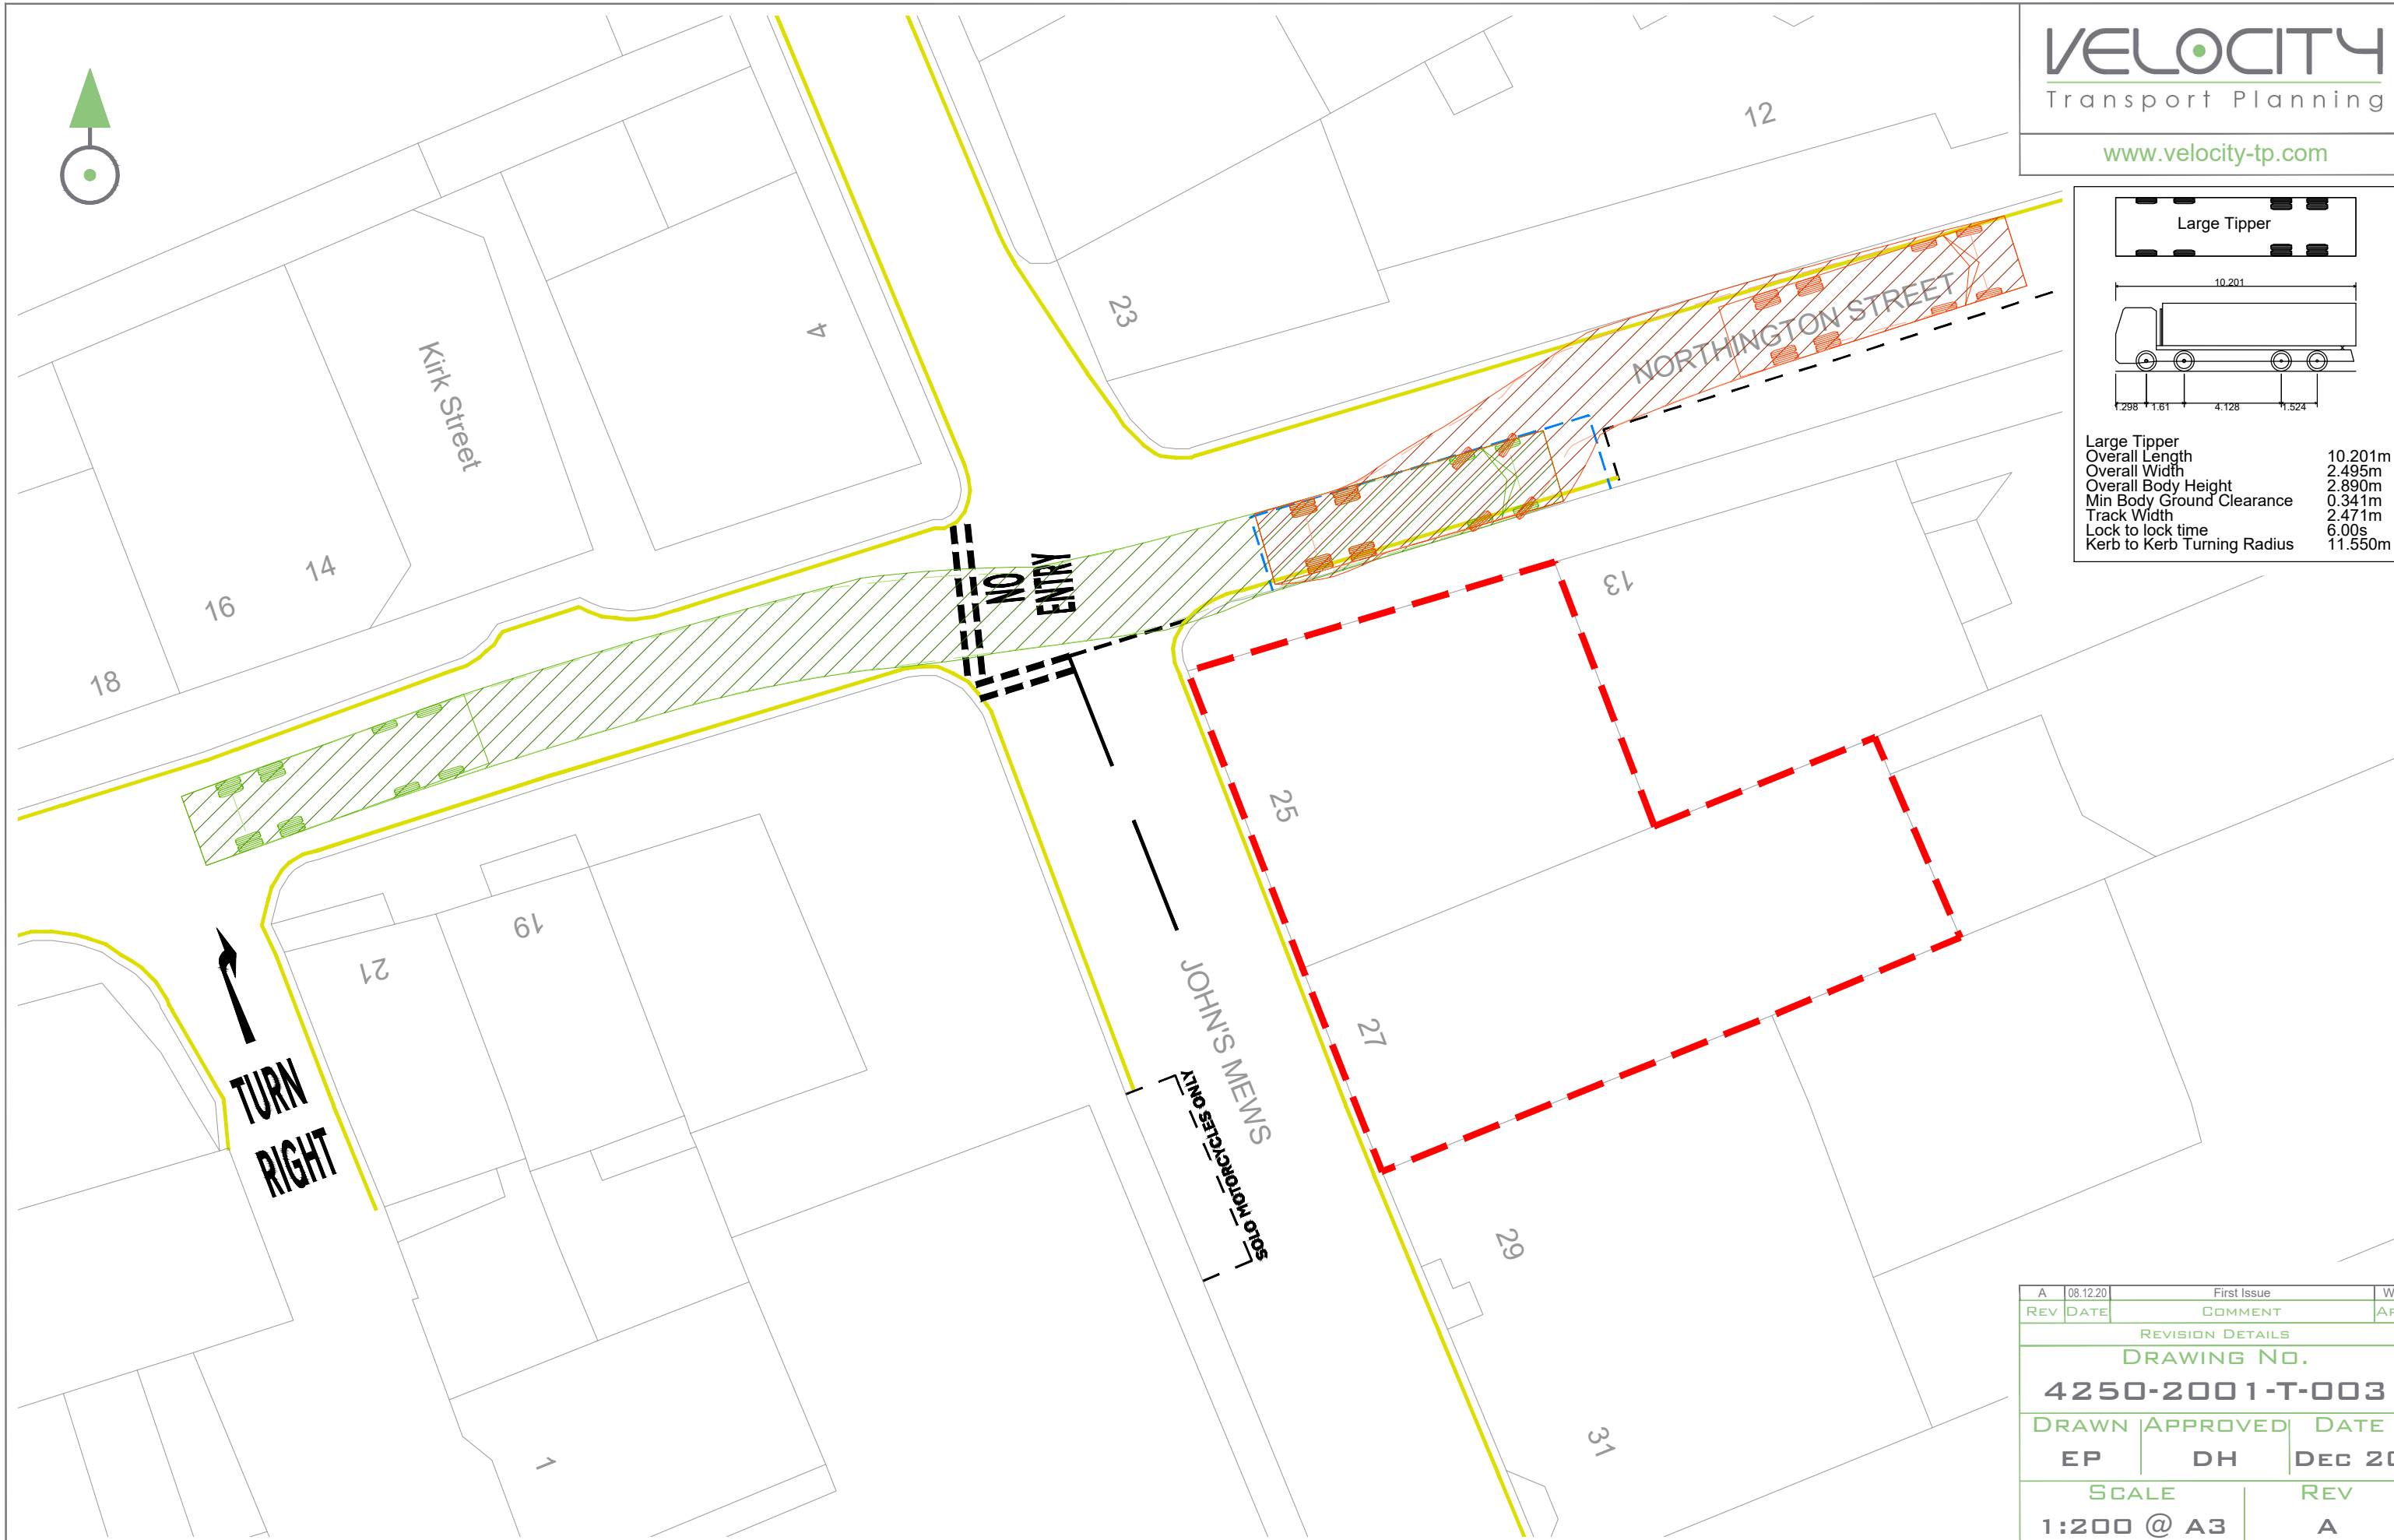 VELOCITY
Transport Planning
www.velocity-tp.com
Large Tipper
10.201
1.298 1.61 4.128 1.524
Large Tipper
Overall Length 10.201m
Overall Width 2.495m
Overall Body Height 2.890m
Min Body Ground Clearance 0.341m
Track Width 2.471m
Lock to lock time 6.00s
Kerb to Kerb Turning Radius 11.550m
12
23
4
Kirk Street
NORTHINGTON STREET
14
16
18
NO
ENTRY
13
25
19
21
27
JOHN'S MEWS
TURN
RIGHT
SOLO MOTORCYCLES ONLY
29
31
1
A 08.12.20 First Issue
REV DATE COMMENT
REVISION DETAILS
DRAWING NO.
4250-2001-T-003
DRAWN APPROVED DATE
EP DH DEC 20
SCALE REV
1:200 @ A3 A